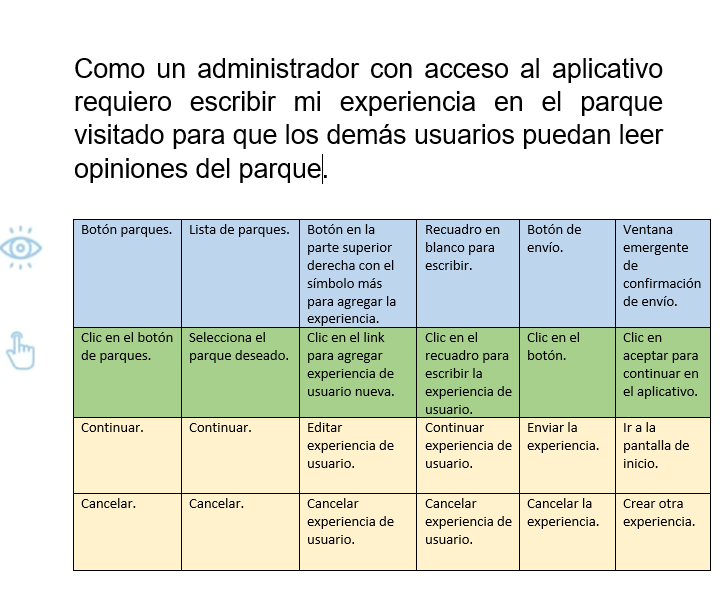 Como un administrador con acceso al aplicativo
requiero escribir mi experiencia en el parque
visitado para que los demás usuarios puedan leer
opiniones del parque.
Botón parques.
Lista de parques.
Botón en la
parte superior
derecha con el
símbolo más
para agregar la
experiencia.
Recuadro en
blanco para
escribir.
Botón de
envío.
Ventana
emergente
de
confirmación
de envío.
Clic en el botón
de parques.
Selecciona el
parque deseado.
Clic en el link
para agregar
experiencia de
usuario nueva.
Clic en el
recuadro para
escribir la
experiencia de
usuario.
Clic en el
botón.
Clic en
aceptar para
continuar en
el aplicativo.
Continuar.
Continuar.
Editar
experiencia de
usuario.
Continuar
experiencia de
usuario.
Enviar la
experiencia.
Ir a la
pantalla de
inicio.
Cancelar.
Cancelar.
Cancelar
experiencia de
usuario.
Cancelar
experiencia de
usuario.
Cancelar la
experiencia.
Crear otra
experiencia.